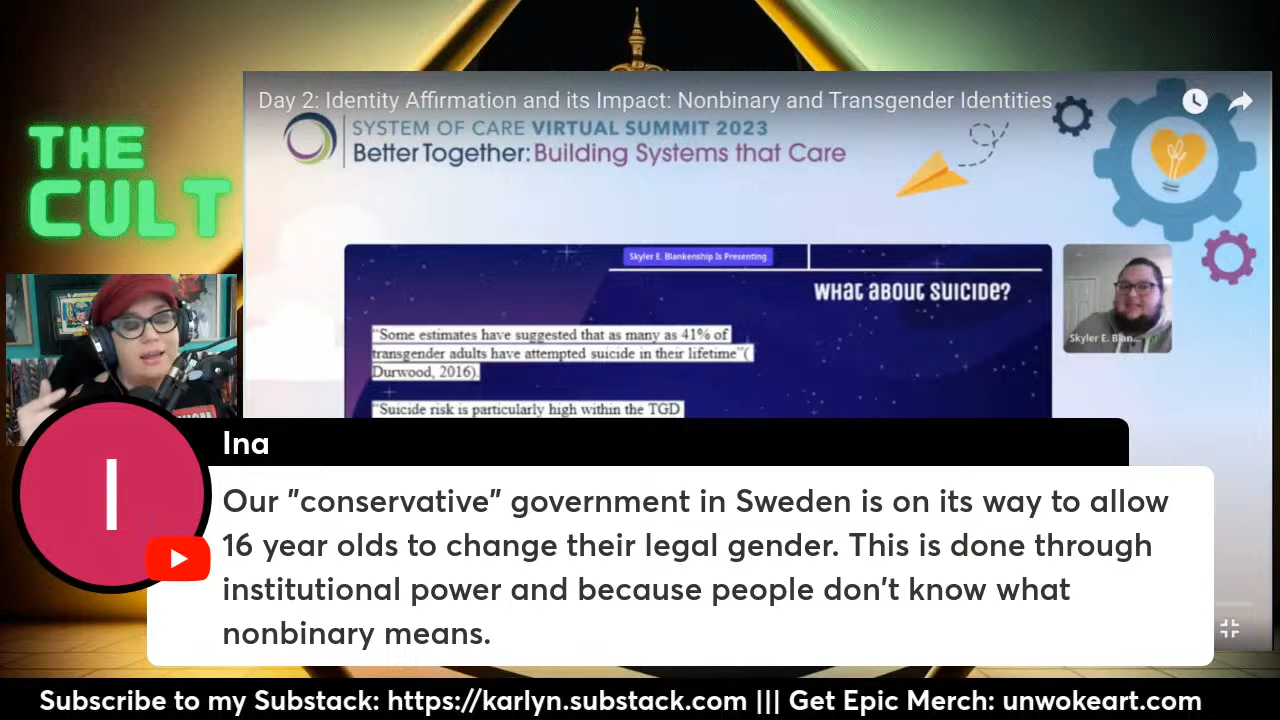 THE
CULT
Day 2: Identity Affirmation and its Impact: Nonbinary and Transgender Identities
SYSTEM OF CARE VIRTUAL SUMMIT 2023
Better Together: Building Systems that Care
Skyler E. Blankenship Is Presenting
WHAT ABOUT SUICIDE?
"Some estimates have suggested that as many as 41% of
transgender adults have attempted suicide in their lifetime"(
Durwood, 2016).
"Suicide risk is particularly high within the TGD
Skyler E. Blan...
I
Ina
Our "conservative" government in Sweden is on its way to allow
16 year olds to change their legal gender. This is done through
institutional power and because people don't know what
nonbinary means.
Subscribe to my Substack: https://karlyn.substack.com ||| Get Epic Merch: unwokeart.com